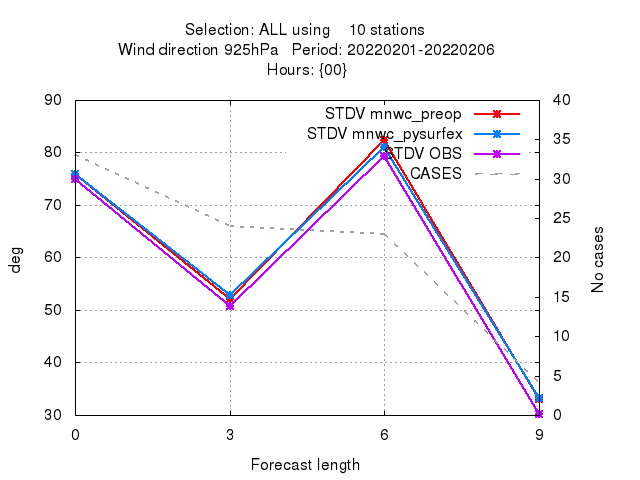 Selection: ALL using    10 stations
Wind direction 925hPa   Period: 20220201-20220206
Hours: {00}
90 40
STDV mnwc_preop
35
STDV mnwc_pysurfex
80
STDV OBS
CASES
30
70
25
60 20
deg
No cases
50
15
10
40
5
30 0
0 3 6 9
Forecast length